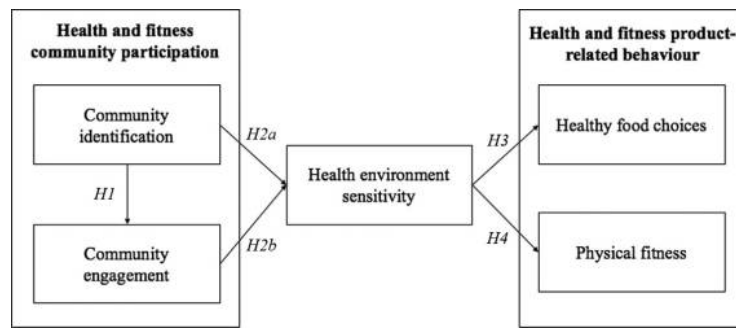 Health and fitness
community participation
Community
identification
H1
Community
engagement
H2a
H2b
Health environment
sensitivity
H3
H4
Health and fitness product-
related behaviour
Healthy food choices
Physical fitness